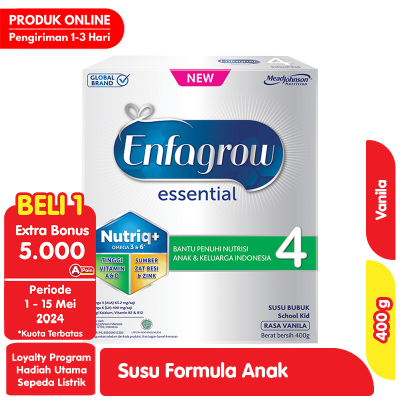 PRODUK ONLINE
Pengiriman 1-3 Hari
NEW
GLOBAL BRAND
MeadJohnson
Nutrition
Enfagrow
essential
BELI 1
Extra Bonus
5.000
A Poin
Nutriq+
OMEGA 3 & 6
TINGGI VITAMIN A & D
SUMBER ZAT BESI & ZINK
BANTU PENUHI NUTRISI
ANAK & KELUARGA INDONESIA
4
Periode
1 - 15 Mei
2024
*Kuota Terbatas
SUSU BUBUK
School Kid
RASA VANILA
Berat bersih 400g
Loyalty Program
Hadiah Utama
Sepeda Listrik
Susu Formula Anak
Vanila
400 g